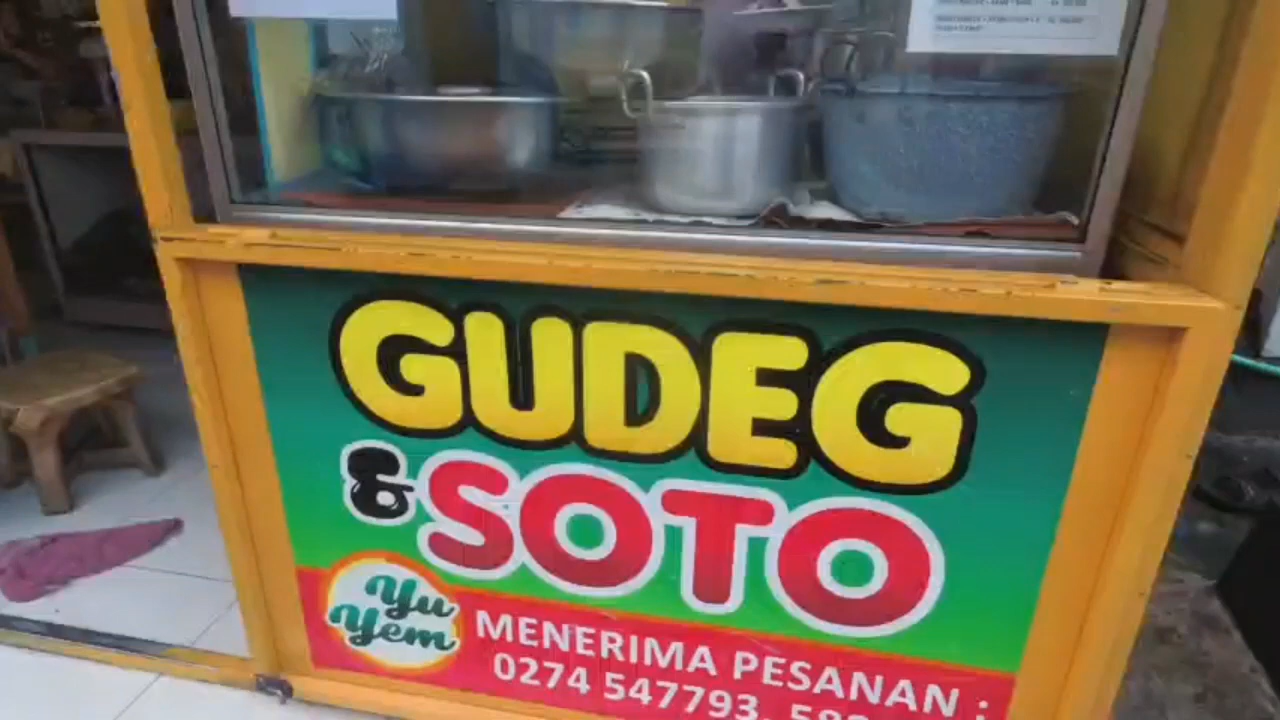 GUDEG
& SOTO
Yu
Yem
MENERIMA PESANAN :
0274 547793,